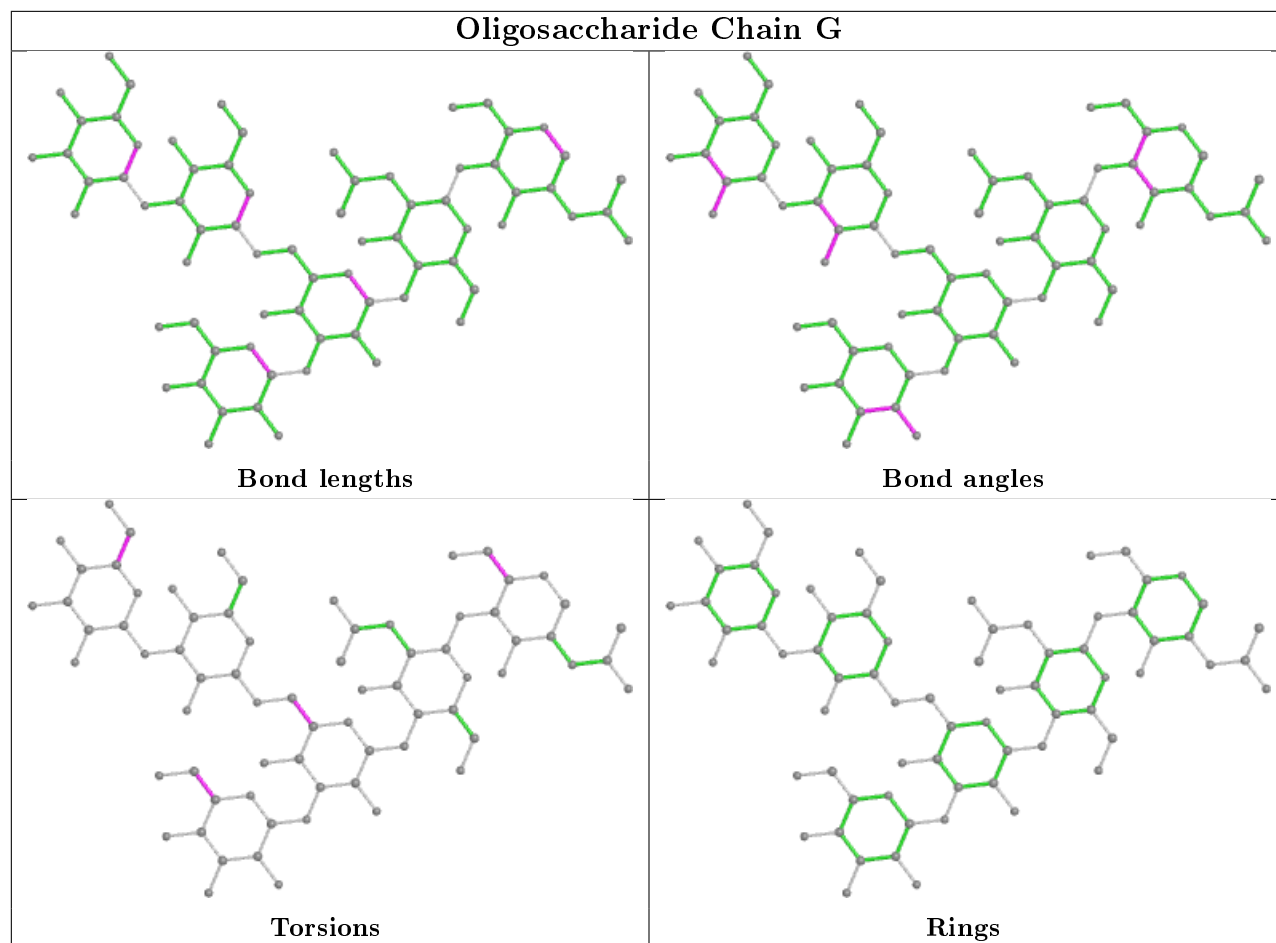 Oligosaccharide Chain G
Bond lengths
Bond angles
Torsions
Rings